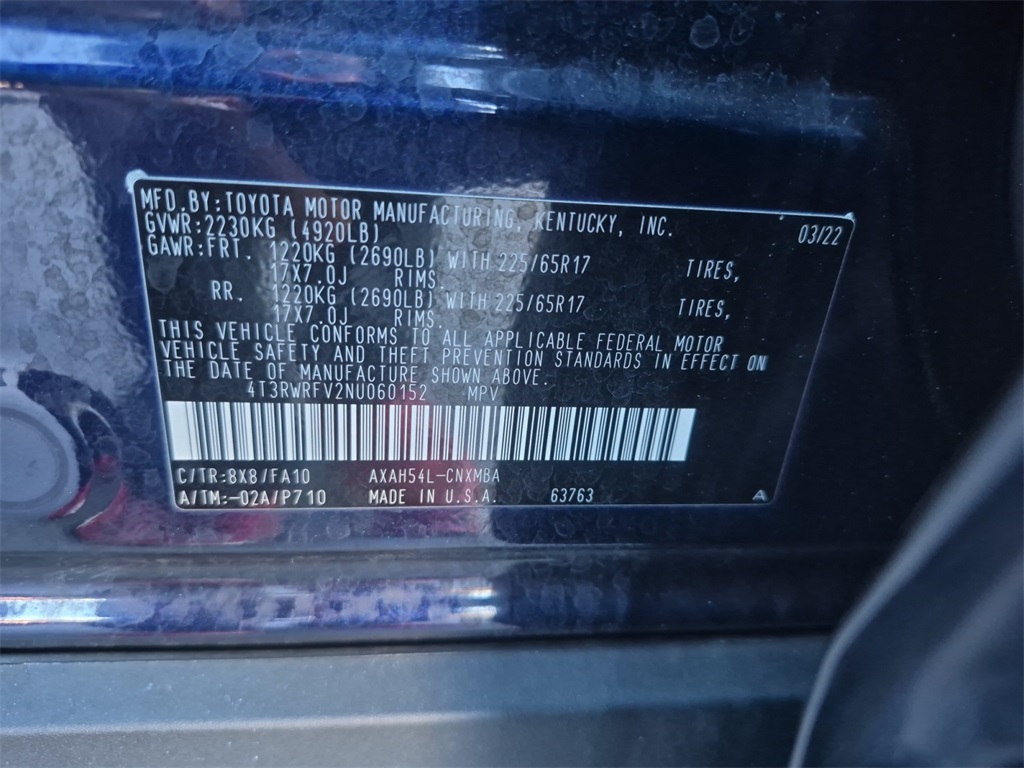 MFD.BY:TOYOTA MOTOR MANUFACTURING, KENTUCKY, INC. 03/22
GVWR:2230KG (4920LB)
GAWR:FRT. 1220KG (2690LB) WITH 225/65R17 TIRES,
17X7.0J RIMS.
RR. 1220KG (2690LB) WITH 225/65R17 TIRES,
17X7.0J RIMS.
THIS VEHICLE CONFORMS TO ALL APPLICABLE FEDERAL MOTOR
VEHICLE SAFETY AND THEFT PREVENTION STANDARDS IN EFFECT ON
THE DATE OF MANUFACTURE SHOWN ABOVE.
4T3RWRFV2NU060152 MPV
C/TR:8X8/FA10 AXAH54L-CNXMBA
A/TM:-02A/P710 MADE IN U.S.A. 63763 A